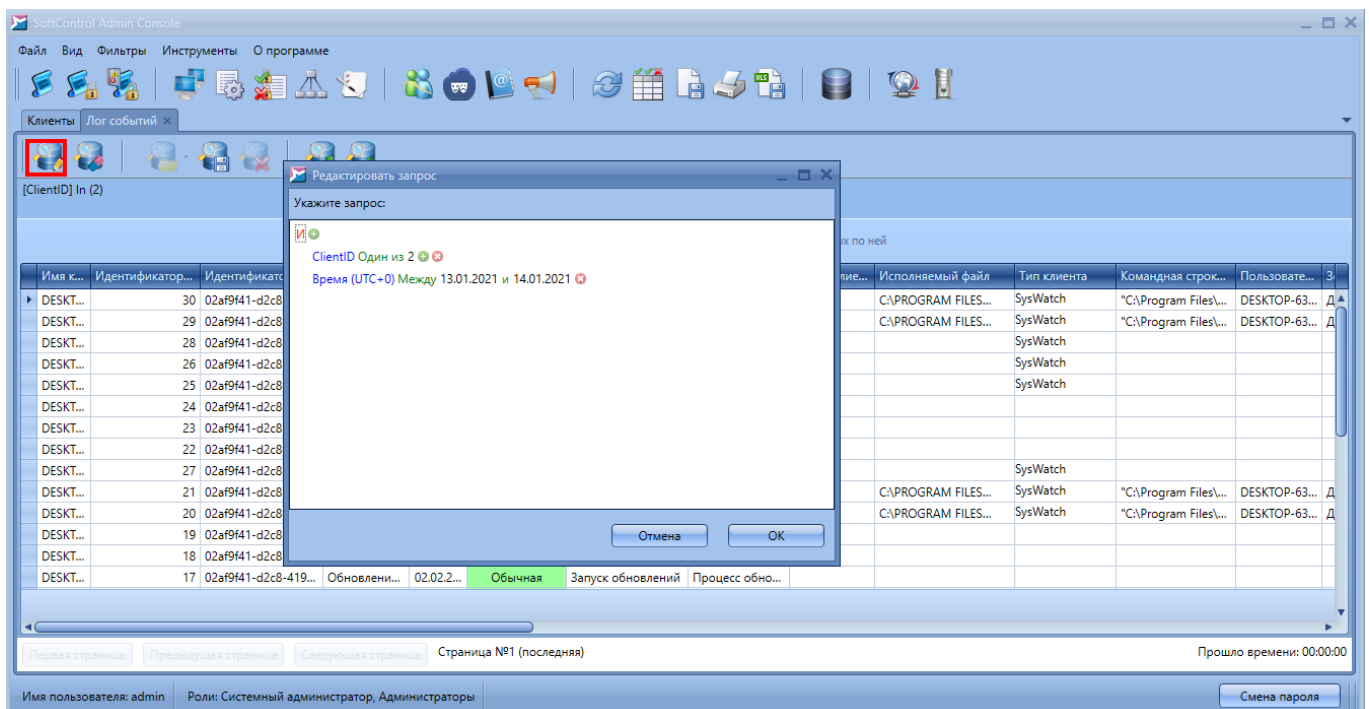 SoftControl Admin Console
Файл Вид Фильтры Инструменты О программе
Клиенты Лог событий
[ClientID] In (2)
Редактировать запрос
Укажите запрос:
И
ClientID Один из 2
Время (UTC+0) Между 13.01.2021 и 14.01.2021
Отмена OK
ых по ней
Имя к... Идентификатор... Идентификато лие... Исполняемый файл Тип клиента Командная строк... Пользовате... З
DESKT... 30 02af9f41-d2c8 C:\PROGRAM FILES... SysWatch "C:\Program Files\... DESKTOP-63... Д
DESKT... 29 02af9f41-d2c8 C:\PROGRAM FILES... SysWatch "C:\Program Files\... DESKTOP-63... Д
DESKT... 28 02af9f41-d2c8 SysWatch
DESKT... 26 02af9f41-d2c8 SysWatch
DESKT... 25 02af9f41-d2c8 SysWatch
DESKT... 24 02af9f41-d2c8
DESKT... 23 02af9f41-d2c8
DESKT... 22 02af9f41-d2c8
DESKT... 27 02af9f41-d2c8 SysWatch
DESKT... 21 02af9f41-d2c8 C:\PROGRAM FILES... SysWatch "C:\Program Files\... DESKTOP-63... Д
DESKT... 20 02af9f41-d2c8 C:\PROGRAM FILES... SysWatch "C:\Program Files\... DESKTOP-63... Д
DESKT... 19 02af9f41-d2c8
DESKT... 18 02af9f41-d2c8
DESKT... 17 02af9f41-d2c8-419... Обновлени... 02.02.2... Обычная Запуск обновлений Процесс обно...
Первая страница Предыдущая страница Следующая страница Страница №1 (последняя) Прошло времени: 00:00:00
Имя пользователя: admin Роли: Системный администратор, Администраторы Смена пароля